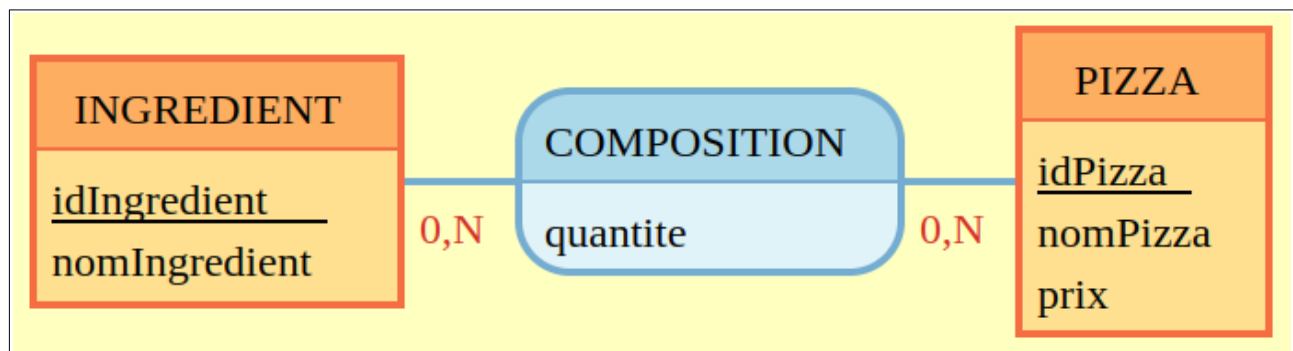 INGREDIENT
idIngredient
nomIngredient
0,N
COMPOSITION
quantite
0,N
PIZZA
idPizza
nomPizza
prix